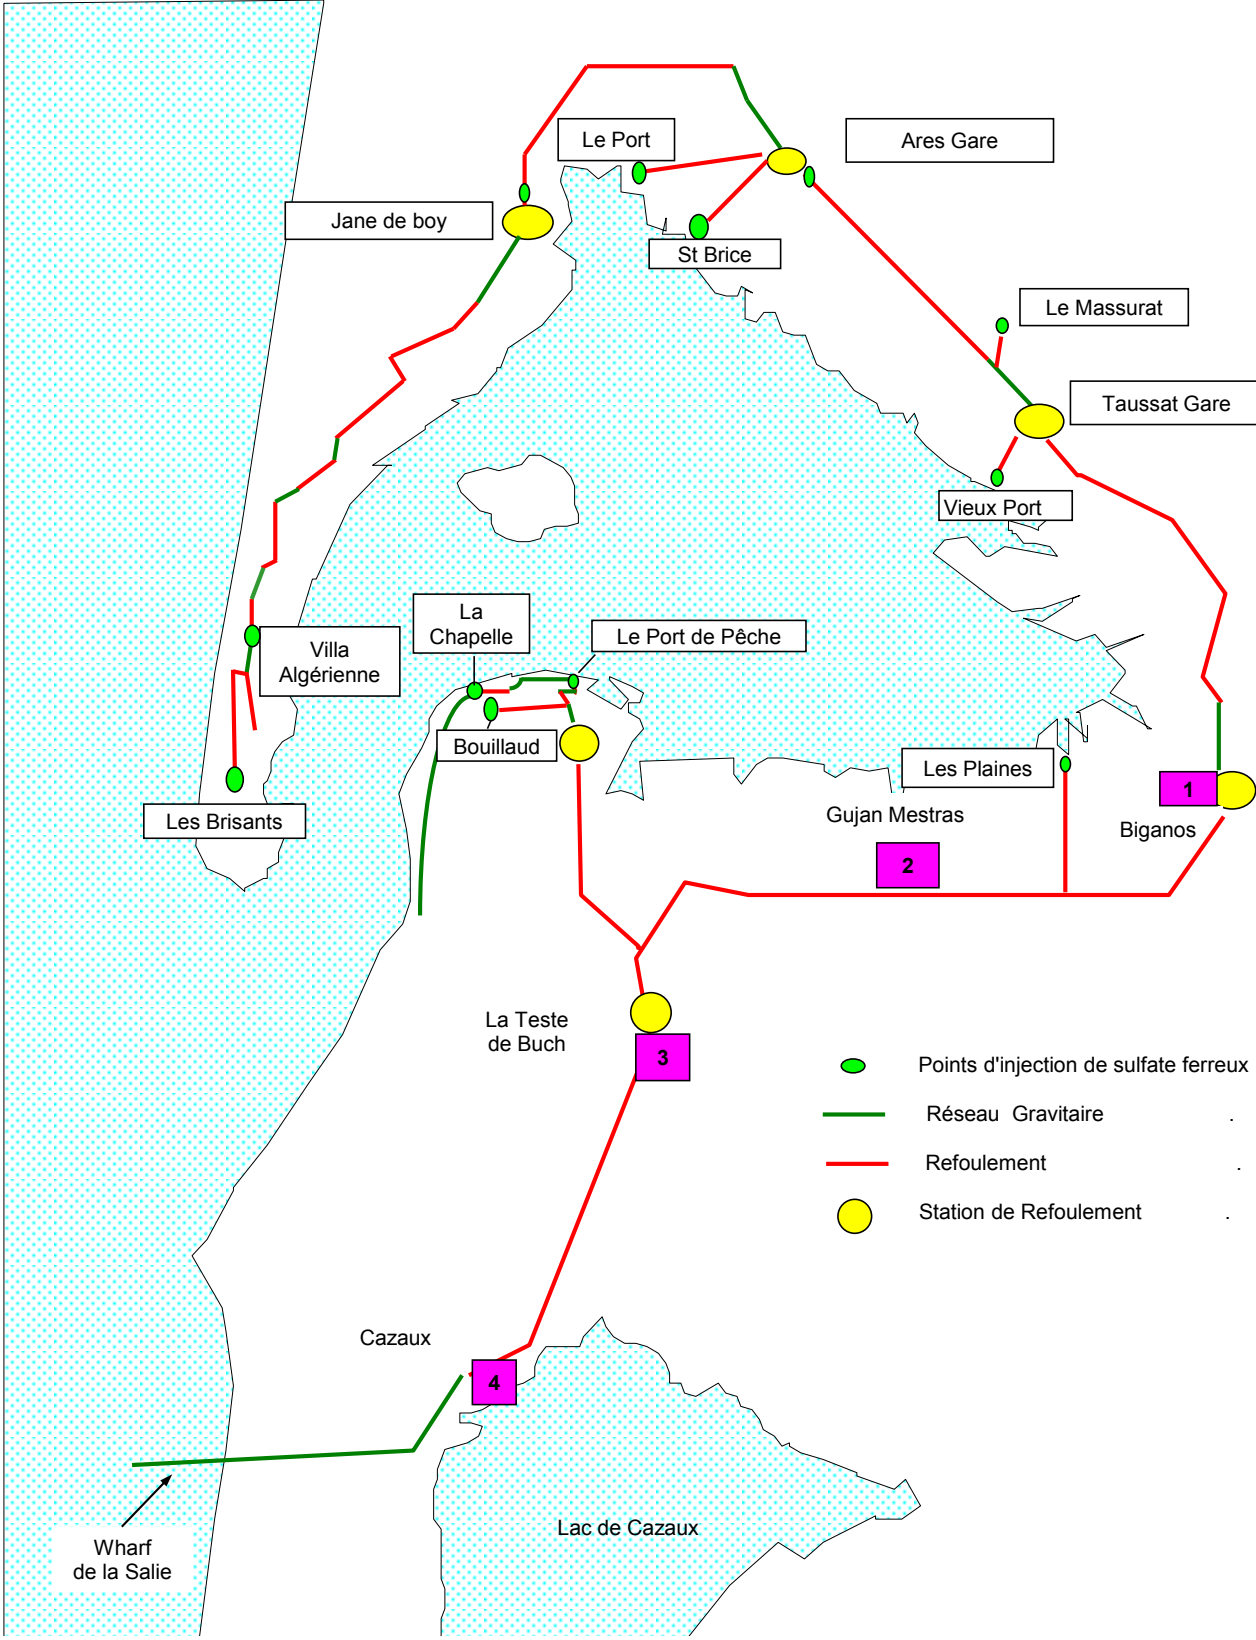 Le Port
Ares Gare
Jane de boy
St Brice
Le Massurat
Taussat Gare
Vieux Port
La
Chapelle
Le Port de Pêche
Villa
Algérienne
Bouillaud
Les Plaines
1
Les Brisants
Gujan Mestras
Biganos
2
La Teste
de Buch
3
Points d'injection de sulfate ferreux
Réseau Gravitaire .
Refoulement .
Station de Refoulement .
Cazaux
4
Lac de Cazaux
Wharf
de la Salie